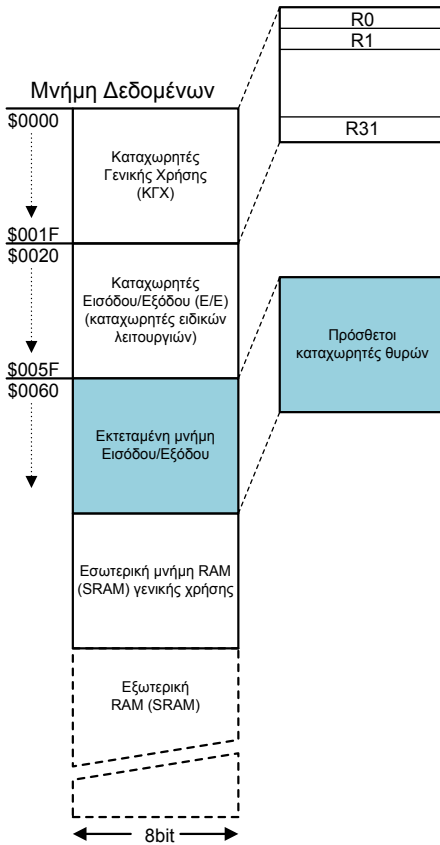 R0
R1
R31
Μνήμη Δεδομένων
$0000
Καταχωρητές
Γενικής Χρήσης
(ΚΓΧ)
$001F
$0020
Καταχωρητές
Εισόδου/Εξόδου (Ε/Ε)
(καταχωρητές ειδικών
λειτουργιών)
$005F
$0060
Πρόσθετοι
καταχωρητές θυρών
Εκτεταμένη μνήμη
Εισόδου/Εξόδου
Εσωτερική μνήμη RAM
(SRAM) γενικής χρήσης
Εξωτερική
RAM (SRAM)
8bit